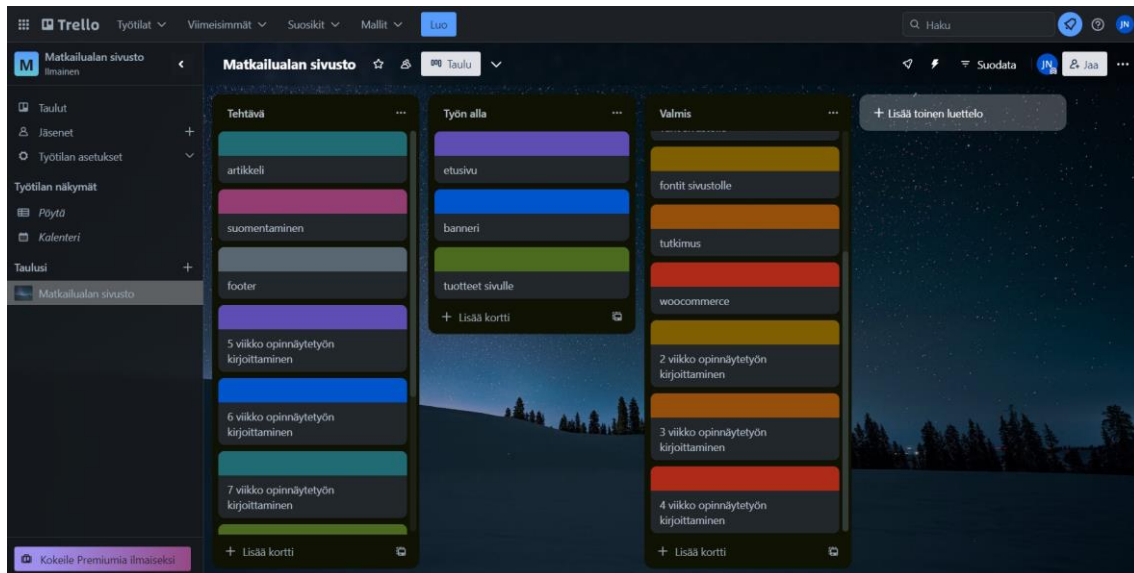 Trello
Työtilat
Viimeisimmät
Suosikit
Mallit
Luo
Haku
JN
M
Matkailualan sivusto
Ilmainen
Matkailualan sivusto
Taulu
Suodata
JN
Jaa
Taulut
Jäsenet
Työtilan asetukset
Työtilan näkymät
Pöytä
Kalenteri
Taulusi
Matkailualan sivusto
Kokeile Premiumia ilmaiseksi
Tehtävä
artikkeli
suomentaminen
footer
5 viikko opinnäytetyön
kirjoittaminen
6 viikko opinnäytetyön
kirjoittaminen
7 viikko opinnäytetyön
kirjoittaminen
+ Lisää kortti
Työn alla
etusivu
banneri
tuotteet sivulle
+ Lisää kortti
Valmis
fontit sivustolle
tutkimus
woocommerce
2 viikko opinnäytetyön
kirjoittaminen
3 viikko opinnäytetyön
kirjoittaminen
4 viikko opinnäytetyön
kirjoittaminen
+ Lisää kortti
+ Lisää toinen luettelo